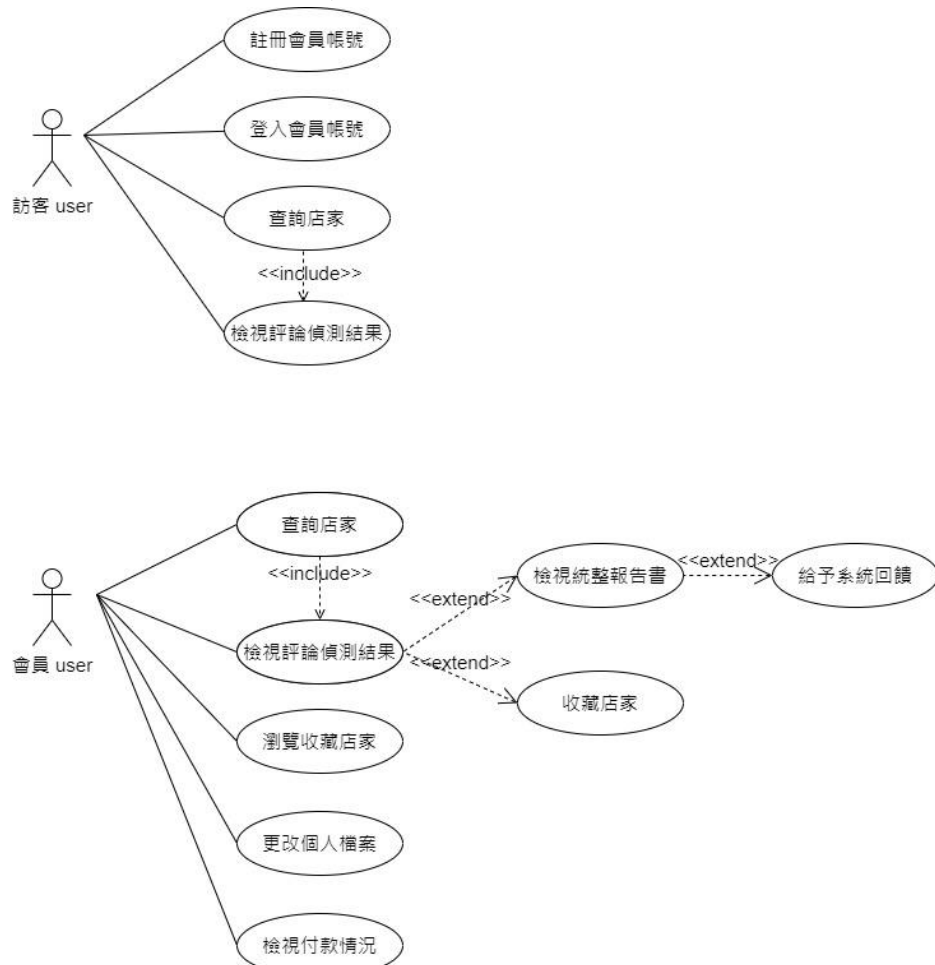 註冊會員帳號
登入會員帳號
訪客 user
查詢店家
<<include>>
檢視評論偵測結果
查詢店家
<<include>>
檢視統整報告書
<<extend>>
給予系統回饋
<<extend>>
會員 user
檢視評論偵測結果
<<extend>>
收藏店家
瀏覽收藏店家
更改個人檔案
檢視付款情況